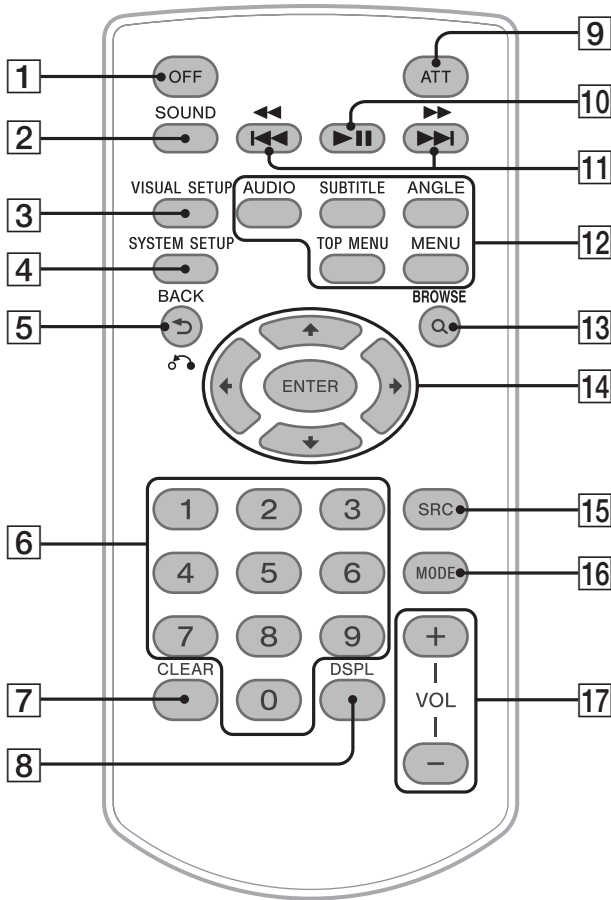 1 OFF ATT 9
10
2 SOUND
11
3 VISUAL SETUP AUDIO SUBTITLE ANGLE
12
4 SYSTEM SETUP TOP MENU MENU
5 BACK BROWSE 13
ENTER 14
1 2 3 SRC 15
6
4 5 6 MODE 16
7 8 9 +
7 CLEAR 0 DSPL VOL 17
8
−